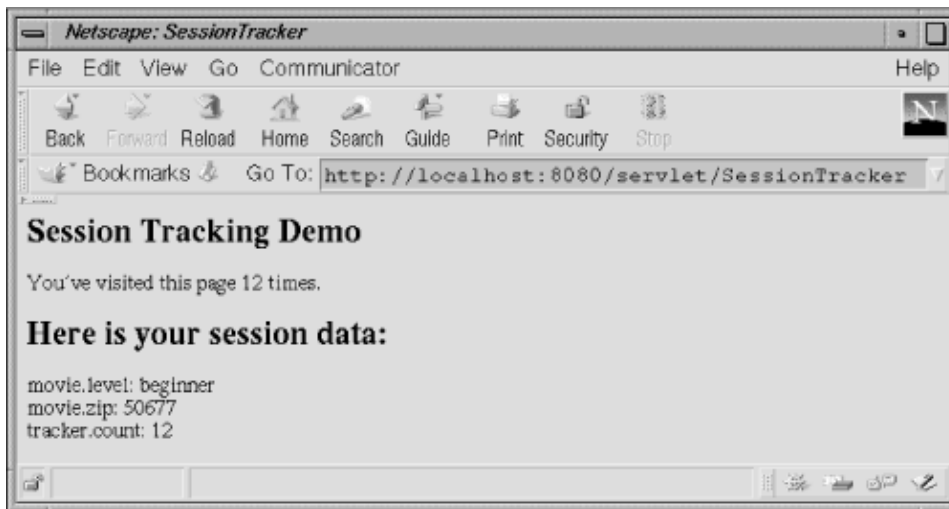 Netscape: SessionTracker
File Edit View Go Communicator Help
Back Forward Reload Home Search Guide Print Security Stop
N
Bookmarks Go To: http://localhost:8080/servlet/SessionTracker
Session Tracking Demo
You´ve visited this page 12 times.
Here is your session data:
movie.level: beginner
movie.zip: 50677
tracker.count: 12